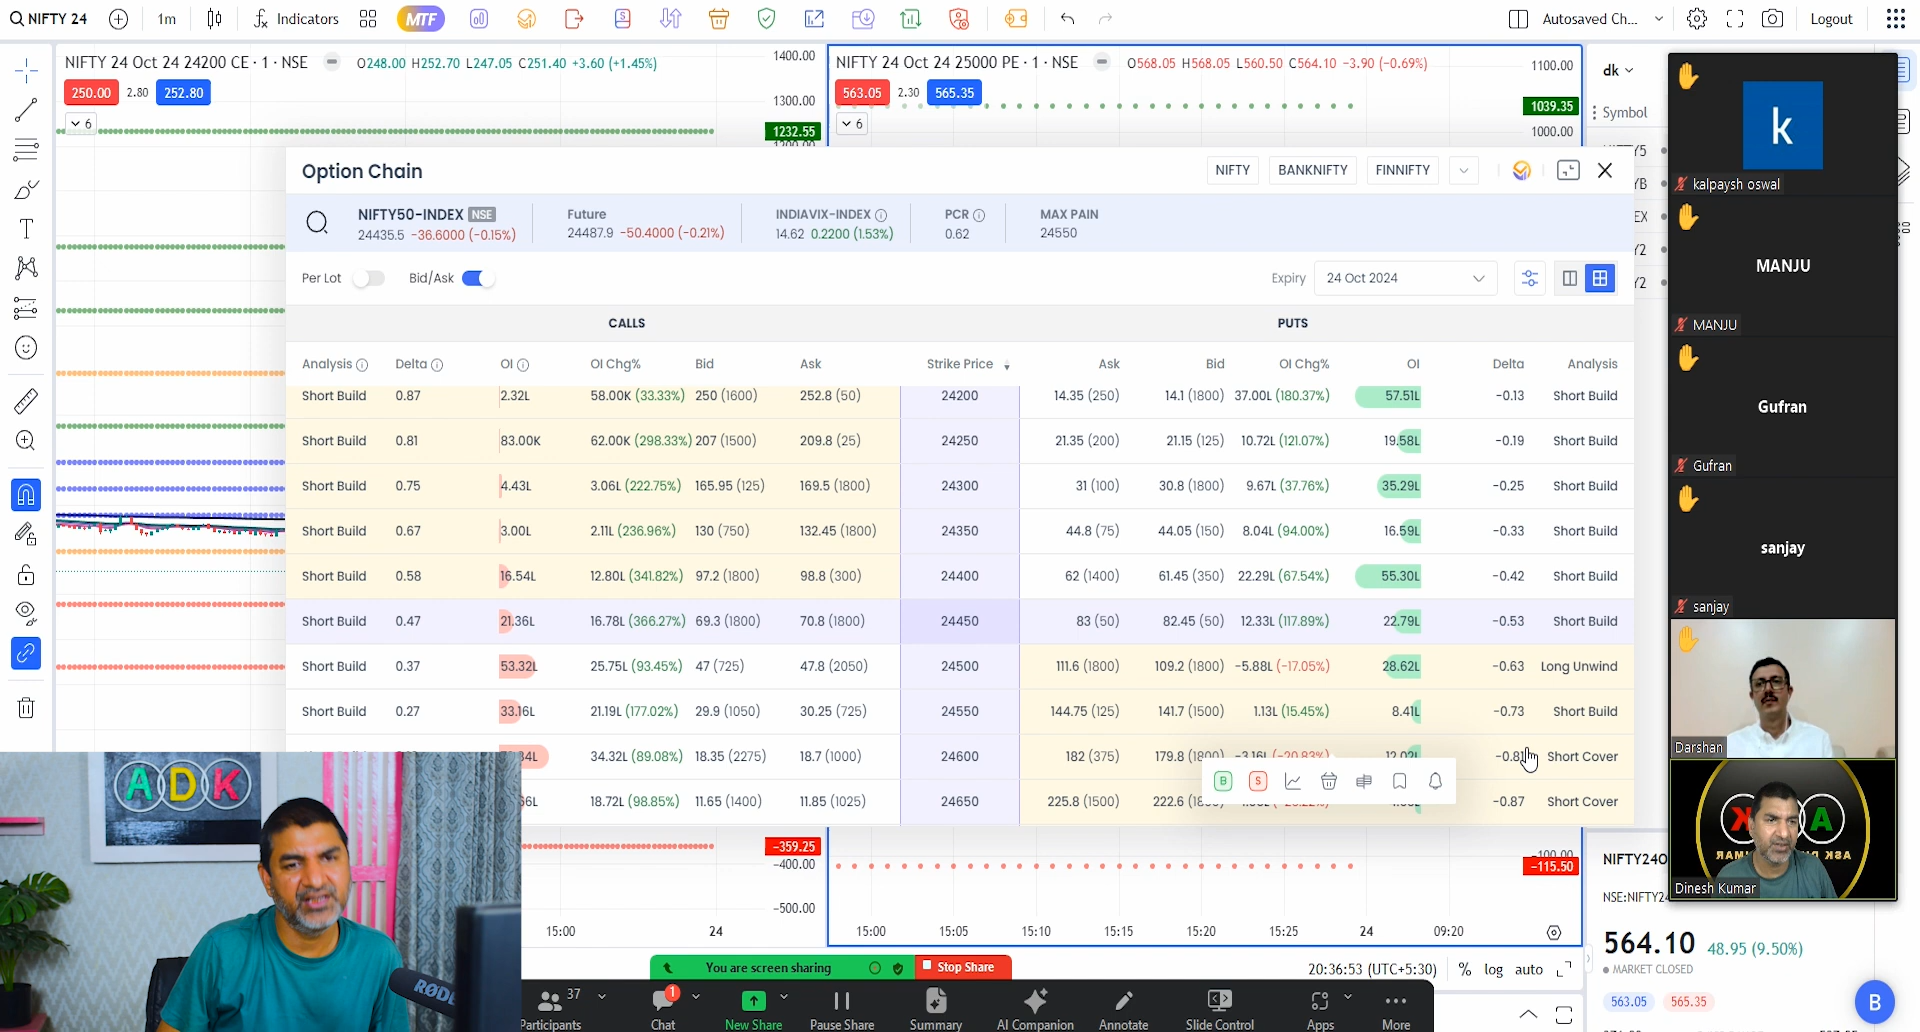 NIFTY 24 1m Indicators MTF Autosaved Ch... Logout
NIFTY 24 Oct 24 24200 CE · 1 · NSE O248.00 H252.70 L247.05 C251.40 +3.60 (+1.45%)
250.00 2.80 252.80
6
1400.00
1300.00
1232.55
NIFTY 24 Oct 24 25000 PE · 1 · NSE O568.05 H568.05 L560.50 C564.10 −3.90 (−0.69%)
563.05 2.30 565.35
6
1100.00
1039.35
1000.00
dk
Symbol
Option Chain NIFTY BANKNIFTY FINNIFTY
NIFTY50-INDEX NSE Future INDIAVIX-INDEX PCR MAX PAIN
24435.5 -36.6000 (-0.15%) 24487.9 -50.4000 (-0.21%) 14.62 0.2200 (1.53%) 0.62 24550
Per Lot Bid/Ask Expiry 24 Oct 2024
CALLS PUTS
Analysis Delta OI OI Chg% Bid Ask Strike Price Ask Bid OI Chg% OI Delta Analysis
Short Build 0.87 2.32L 58.00K (33.33%) 250 (1600) 252.8 (50) 24200 14.35 (250) 14.1 (1800) 37.00L (180.37%) 57.51L -0.13 Short Build
Short Build 0.81 83.00K 62.00K (298.33%) 207 (1500) 209.8 (25) 24250 21.35 (200) 21.15 (125) 10.72L (121.07%) 19.58L -0.19 Short Build
Short Build 0.75 4.43L 3.06L (222.75%) 165.95 (125) 169.5 (1800) 24300 31 (100) 30.8 (1800) 9.67L (37.76%) 35.29L -0.25 Short Build
Short Build 0.67 3.00L 2.11L (236.96%) 130 (750) 132.45 (1800) 24350 44.8 (75) 44.05 (150) 8.04L (94.00%) 16.59L -0.33 Short Build
Short Build 0.58 16.54L 12.80L (341.82%) 97.2 (1800) 98.8 (300) 24400 62 (1400) 61.45 (350) 22.29L (67.54%) 55.30L -0.42 Short Build
Short Build 0.47 21.36L 16.78L (366.27%) 69.3 (1800) 70.8 (1800) 24450 83 (50) 82.45 (50) 12.33L (117.89%) 22.79L -0.53 Short Build
Short Build 0.37 53.32L 25.75L (93.45%) 47 (725) 47.8 (2050) 24500 111.6 (1800) 109.2 (1800) -5.88L (-17.05%) 28.62L -0.63 Long Unwind
Short Build 0.27 33.16L 21.19L (177.02%) 29.9 (1050) 30.25 (725) 24550 144.75 (125) 141.7 (1500) 1.13L (15.45%) 8.41L -0.73 Short Build
34.32L (89.08%) 18.35 (2275) 18.7 (1000) 24600 182 (375) 179.8 (1800) -3.16L (-20.83%) 12.02L Short Cover
18.72L (98.85%) 11.65 (1400) 11.85 (1025) 24650 225.8 (1500) 222.6 -0.87 Short Cover
B S
kalpaysh oswal
k
MANJU
MANJU
Gufran
Gufran
sanjay
sanjay
Darshan
Dinesh Kumar
ADK
RØDE
−359.25
−400.00
−500.00
15:00 24
−100.00
−115.50
15:00 15:05 15:10 15:15 15:20 15:25 24 09:20
NSE:NIFTY24
564.10 48.95 (9.50%)
MARKET CLOSED
563.05 565.35
B
You are screen sharing Stop Share
20:36:53 (UTC+5:30) % log auto
37 1
Participants Chat New Share Pause Share Summary AI Companion Annotate Slide Control Apps More